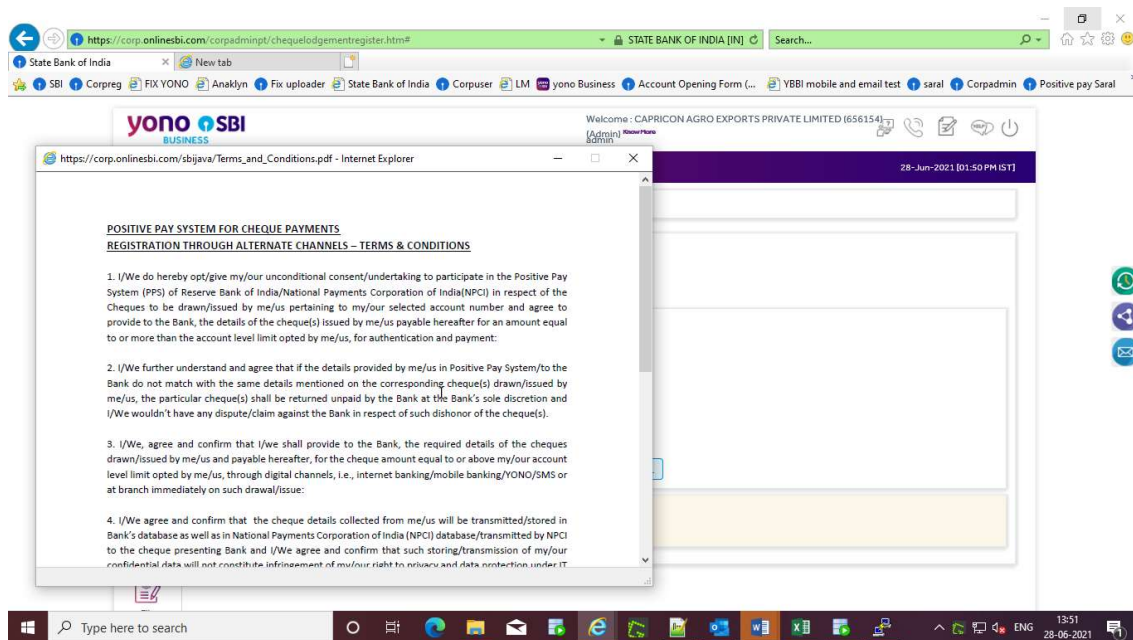 https://corp.onlinesbi.com/corpadminpt/chequelodgementregister.htm#
STATE BANK OF INDIA [IN]
Search...
State Bank of India
New tab
SBI Corpreg FIX YONO Anaklyn Fix uploader State Bank of India Corpuser LM yono Business Account Opening Form (... YBBI mobile and email test saral Corpadmin Positive pay Saral
yono SBI
BUSINESS
Welcome : CAPRICON AGRO EXPORTS PRIVATE LIMITED (656154)
(Admin) Know More
admin
28-Jun-2021 [01:50 PM IST]
https://corp.onlinesbi.com/sbijava/Terms_and_Conditions.pdf - Internet Explorer
POSITIVE PAY SYSTEM FOR CHEQUE PAYMENTS
REGISTRATION THROUGH ALTERNATE CHANNELS – TERMS & CONDITIONS
1. I/We do hereby opt/give my/our unconditional consent/undertaking to participate in the Positive Pay
System (PPS) of Reserve Bank of India/National Payments Corporation of India(NPCI) in respect of the
Cheques to be drawn/issued by me/us pertaining to my/our selected account number and agree to
provide to the Bank, the details of the cheque(s) issued by me/us payable hereafter for an amount equal
to or more than the account level limit opted by me/us, for authentication and payment:
2. I/We further understand and agree that if the details provided by me/us in Positive Pay System/to the
Bank do not match with the same details mentioned on the corresponding cheque(s) drawn/issued by
me/us, the particular cheque(s) shall be returned unpaid by the Bank at the Bank's sole discretion and
I/We wouldn't have any dispute/claim against the Bank in respect of such dishonor of the cheque(s).
3. I/We, agree and confirm that I/we shall provide to the Bank, the required details of the cheques
drawn/issued by me/us and payable hereafter, for the cheque amount equal to or above my/our account
level limit opted by me/us, through digital channels, i.e., internet banking/mobile banking/YONO/SMS or
at branch immediately on such drawal/issue:
4. I/We agree and confirm that the cheque details collected from me/us will be transmitted/stored in
Bank's database as well as in National Payments Corporation of India (NPCI) database/transmitted by NPCI
to the cheque presenting Bank and I/We agree and confirm that such storing/transmission of my/our
confidential data will not constitute infringement of my/our right to privacy and data protection under IT
Type here to search
ENG
13:51
28-06-2021